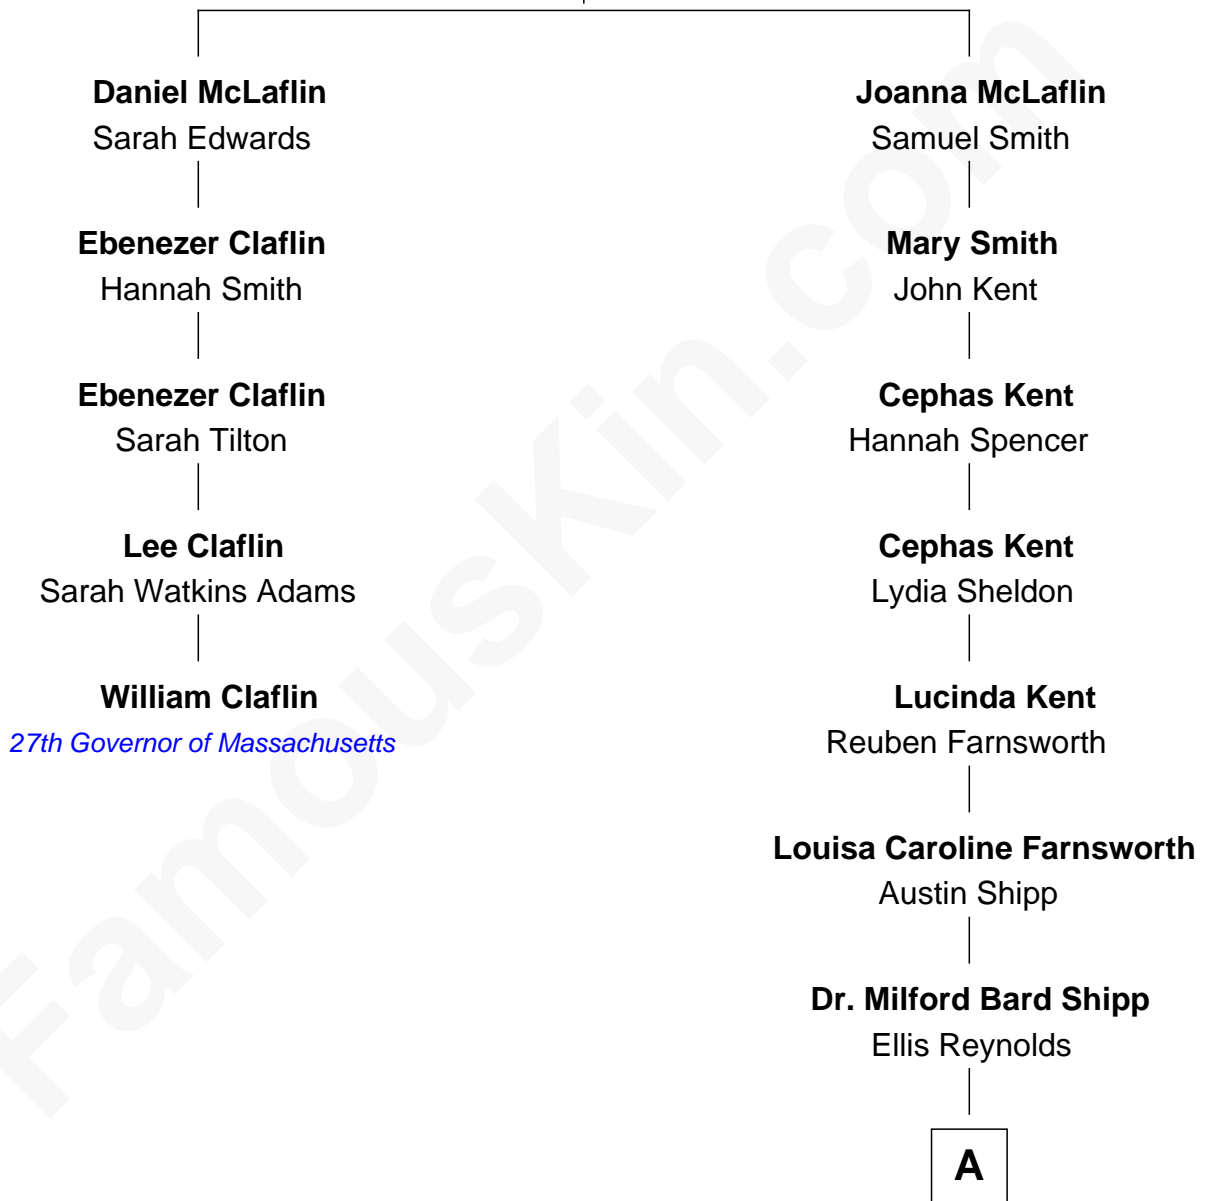 Daniel McLaflin
Sarah Edwards
Joanna McLaflin
Samuel Smith
Ebenezer Claflin
Hannah Smith
Mary Smith
John Kent
Ebenezer Claflin
Sarah Tilton
Cephas Kent
Hannah Spencer
Lee Claflin
Sarah Watkins Adams
Cephas Kent
Lydia Sheldon
William Claflin
27th Governor of Massachusetts
Lucinda Kent
Reuben Farnsworth
Louisa Caroline Farnsworth
Austin Shipp
Dr. Milford Bard Shipp
Ellis Reynolds
A
FamousKin.com